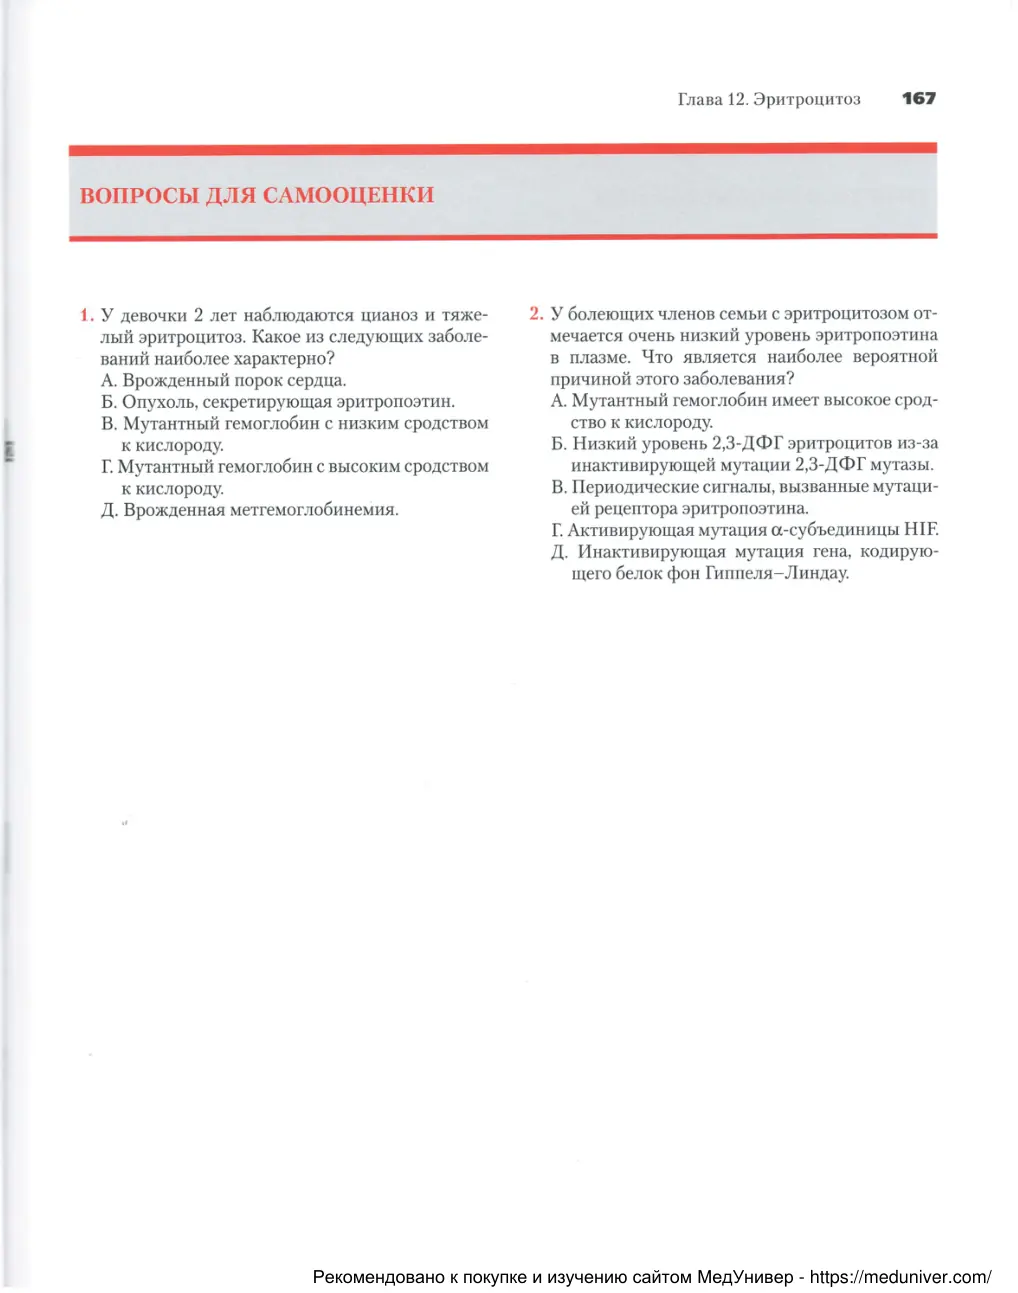 Глава 12. Эритроцитоз 167
ВОПРОСЫ ДЛЯ САМООЦЕНКИ
1. У девочки 2 лет наблюдаются цианоз и тяже-
лый эритроцитоз. Какое из следующих заболе-
ваний наиболее характерно?
А. Врожденный порок сердца.
Б. Опухоль, секретирующая эритропоэтин.
В. Мутантный гемоглобин с низким сродством
к кислороду.
Г. Мутантный гемоглобин с высоким сродством
к кислороду.
Д. Врожденная метгемоглобинемия.
2. У болеющих членов семьи с эритроцитозом от-
мечается очень низкий уровень эритропоэтина
в плазме. Что является наиболее вероятной
причиной этого заболевания?
А. Мутантный гемоглобин имеет высокое срод-
ство к кислороду.
Б. Низкий уровень 2,3-ДФГ эритроцитов из-за
инактивирующей мутации 2,3-ДФГ мутазы.
В. Периодические сигналы, вызванные мутаци-
ей рецептора эритропоэтина.
Г. Активирующая мутация α-субъединицы HIF.
Д. Инактивирующая мутация гена, кодирую-
щего белок фон Гиппеля–Линдау.
Рекомендовано к покупке и изучению сайтом МедУнивер - https://meduniver.com/